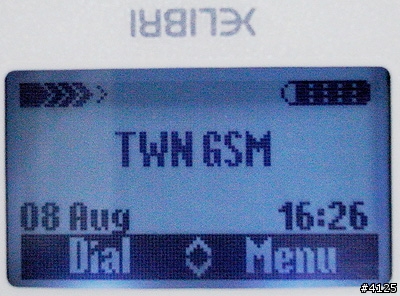 XELIBRI
TWN GSM
08 Aug 16:26
Dial Menu
#4125